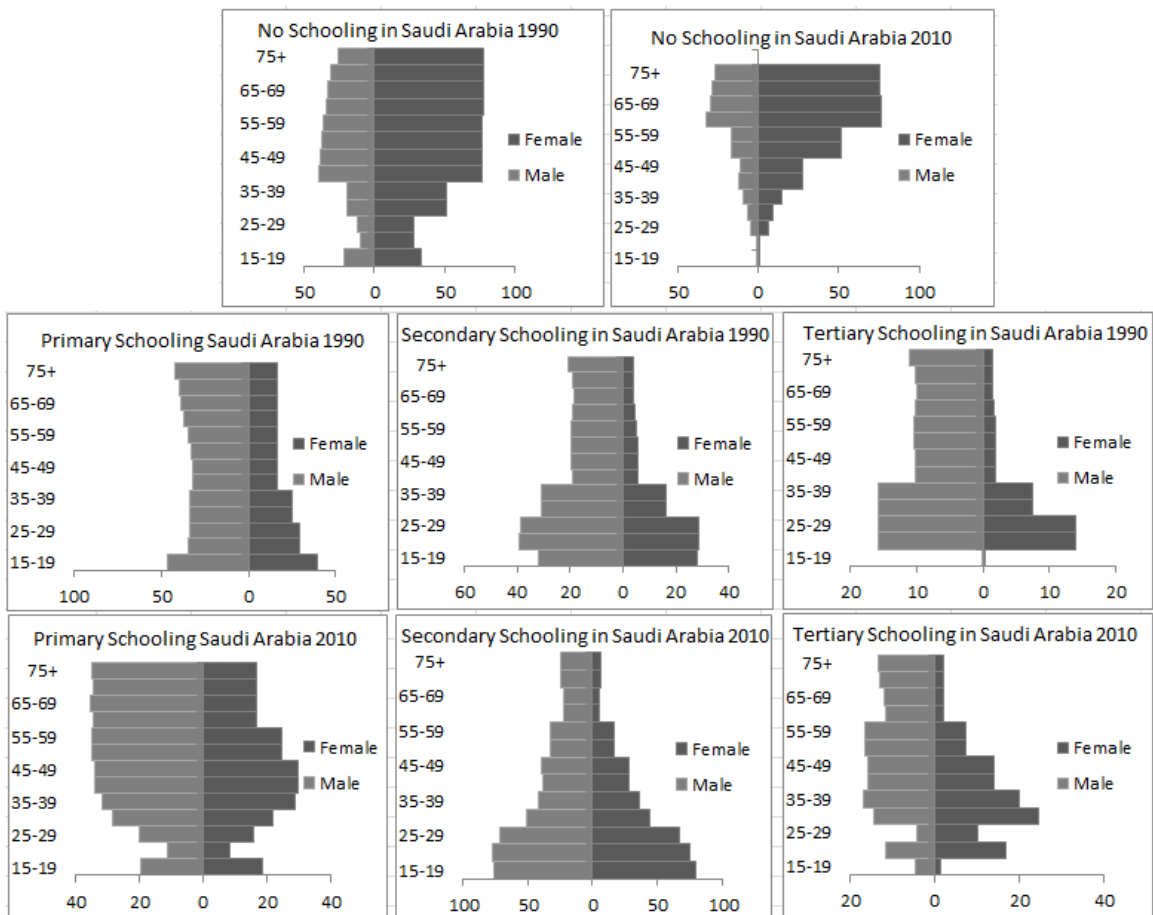 No Schooling in Saudi Arabia 1990
75+
65-69
55-59
45-49
35-39
25-29
15-19
50 0 50 100
Female
Male
No Schooling in Saudi Arabia 2010
75+
65-69
55-59
45-49
35-39
25-29
15-19
50 0 50 100
Female
Male
Primary Schooling Saudi Arabia 1990
75+
65-69
55-59
45-49
35-39
25-29
15-19
100 50 0 50
Female
Male
Secondary Schooling in Saudi Arabia 1990
75+
65-69
55-59
45-49
35-39
25-29
15-19
60 40 20 0 20 40
Female
Male
Tertiary Schooling in Saudi Arabia 1990
75+
65-69
55-59
45-49
35-39
25-29
15-19
20 10 0 10 20
Female
Male
Primary Schooling Saudi Arabia 2010
75+
65-69
55-59
45-49
35-39
25-29
15-19
40 20 0 20 40
Female
Male
Secondary Schooling in Saudi Arabia 2010
75+
65-69
55-59
45-49
35-39
25-29
15-19
100 50 0 50 100
Female
Male
Tertiary Schooling in Saudi Arabia 2010
75+
65-69
55-59
45-49
35-39
25-29
15-19
20 0 20 40
Female
Male